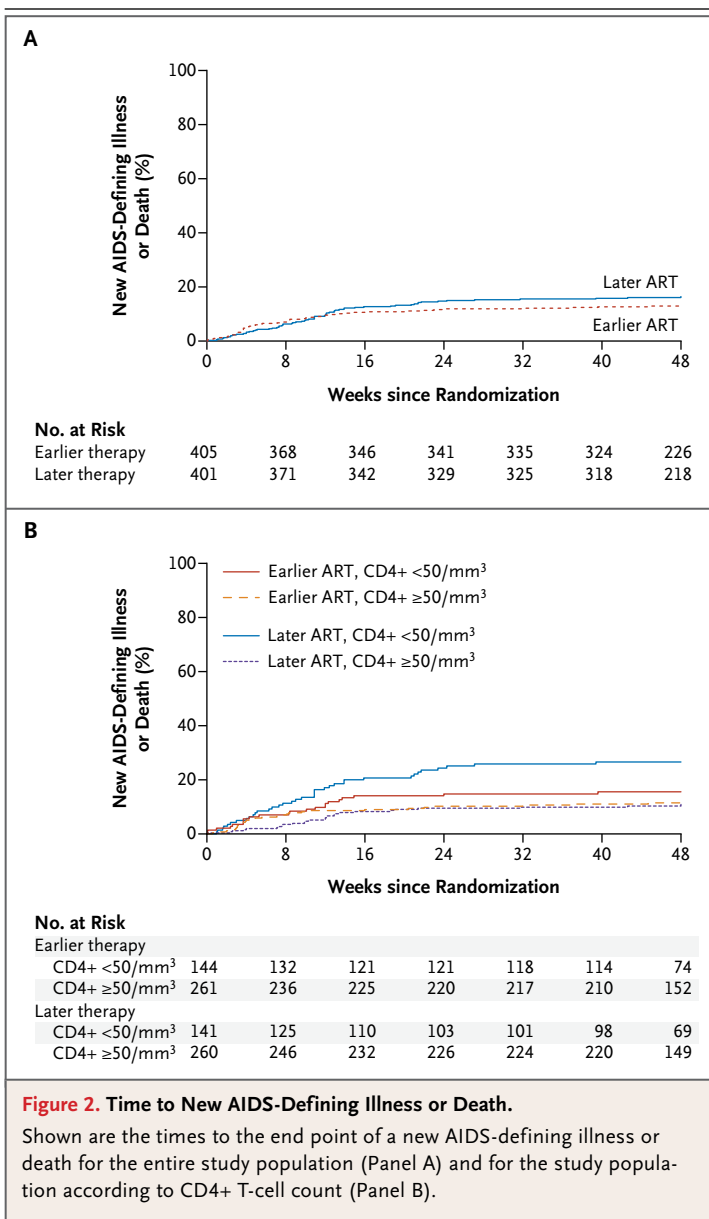 A
New AIDS-Defining Illness
or Death (%)
100
80
60
40
20
0
Later ART
Earlier ART
0 8 16 24 32 40 48
Weeks since Randomization
No. at Risk
Earlier therapy 405 368 346 341 335 324 226
Later therapy 401 371 342 329 325 318 218
B
New AIDS-Defining Illness
or Death (%)
100
80
60
40
20
0
Earlier ART, CD4+ <50/mm³
Earlier ART, CD4+ ≥50/mm³
Later ART, CD4+ <50/mm³
Later ART, CD4+ ≥50/mm³
0 8 16 24 32 40 48
Weeks since Randomization
No. at Risk
Earlier therapy
CD4+ <50/mm³ 144 132 121 121 118 114 74
CD4+ ≥50/mm³ 261 236 225 220 217 210 152
Later therapy
CD4+ <50/mm³ 141 125 110 103 101 98 69
CD4+ ≥50/mm³ 260 246 232 226 224 220 149
Figure 2. Time to New AIDS-Defining Illness or Death.
Shown are the times to the end point of a new AIDS-defining illness or
death for the entire study population (Panel A) and for the study popula-
tion according to CD4+ T-cell count (Panel B).